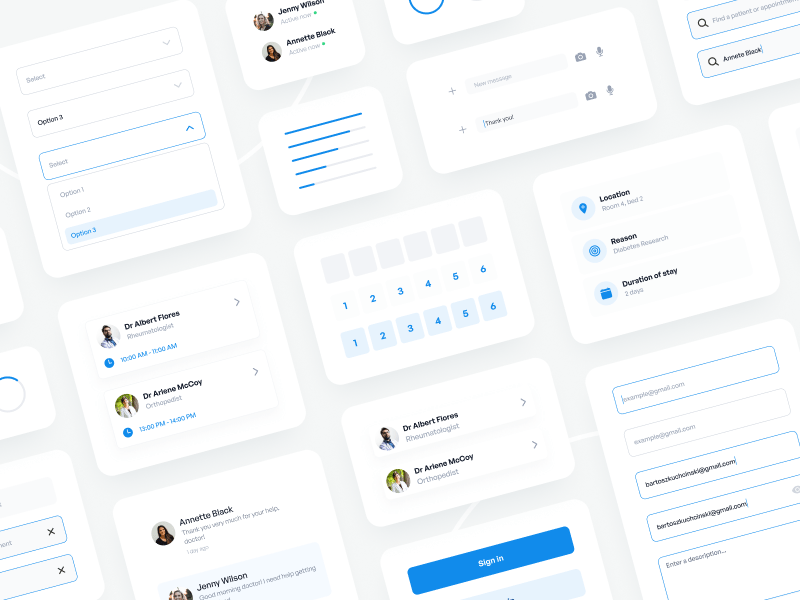 Select
Option 3
Select
Option 1
Option 2
Option 3
Jenny Wilson
Active now
Annette Black
Active now
New message
Thank you!
Find a patient or appointment
Annete Black
Location
Room 4, Bed 2
Reason
Diabetes Research
Duration of stay
2 days
1 2 3 4 5 6
1 2 3 4 5 6
Dr Albert Flores
Rheumatologist
10:00 AM - 11:00 AM
Dr Arlene McCoy
Orthopedist
13:00 PM - 14:00 PM
Dr Albert Flores
Rheumatologist
Dr Arlene McCoy
Orthopedist
example@gmail.com
example@gmail.com
bartoszkuchcinski@gmail.com
bartoszkuchcinski@gmail.com
Enter a description...
Annette Black
Thank you very much for your help,
doctor!
1 day ago
Jenny Wilson
Good morning doctor! I need help getting
Sign in